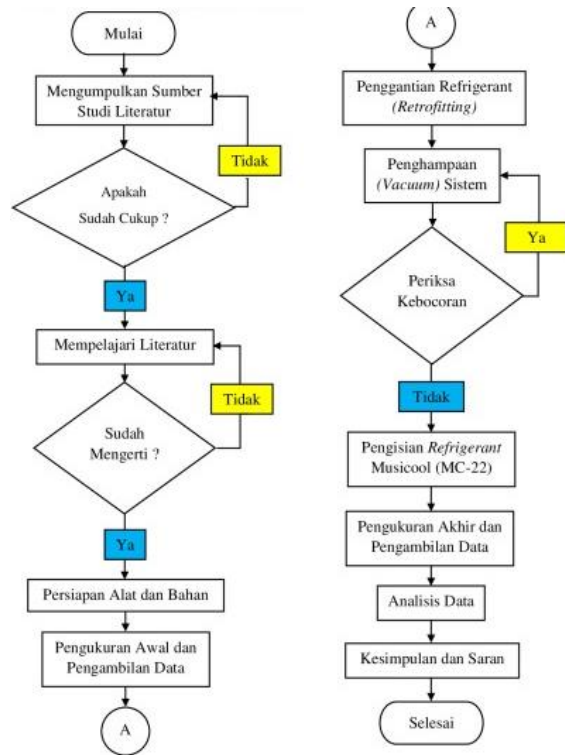 Mulai
Mengumpulkan Sumber
Studi Literatur
Tidak
Apakah
Sudah Cukup ?
Ya
Mempelajari Literatur
Tidak
Sudah
Mengerti ?
Ya
Persiapan Alat dan Bahan
Pengukuran Awal dan
Pengambilan Data
A
A
Penggantian Refrigerant
(Retrofitting)
Penghampaan
(Vacuum) Sistem
Ya
Periksa
Kebocoran
Tidak
Pengisian Refrigerant
Musicool (MC-22)
Pengukuran Akhir dan
Pengambilan Data
Analisis Data
Kesimpulan dan Saran
Selesai